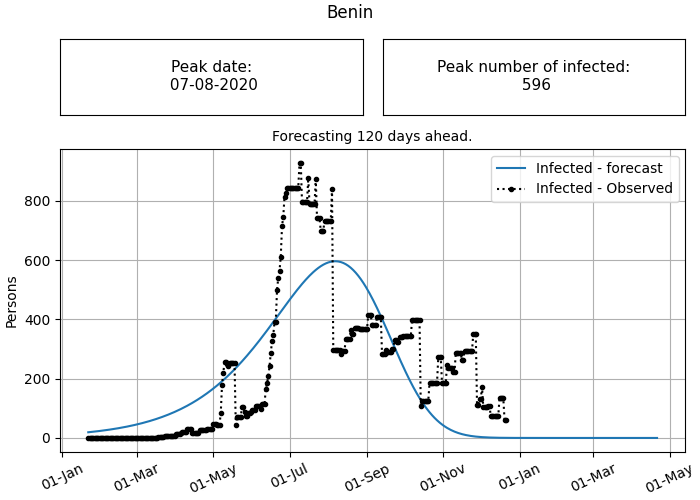 Benin
Peak date:
07-08-2020
Peak number of infected:
596
Forecasting 120 days ahead.
Infected - forecast
Infected - Observed
Persons
800
600
400
200
0
01-Jan
01-Mar
01-May
01-Jul
01-Sep
01-Nov
01-Jan
01-Mar
01-May